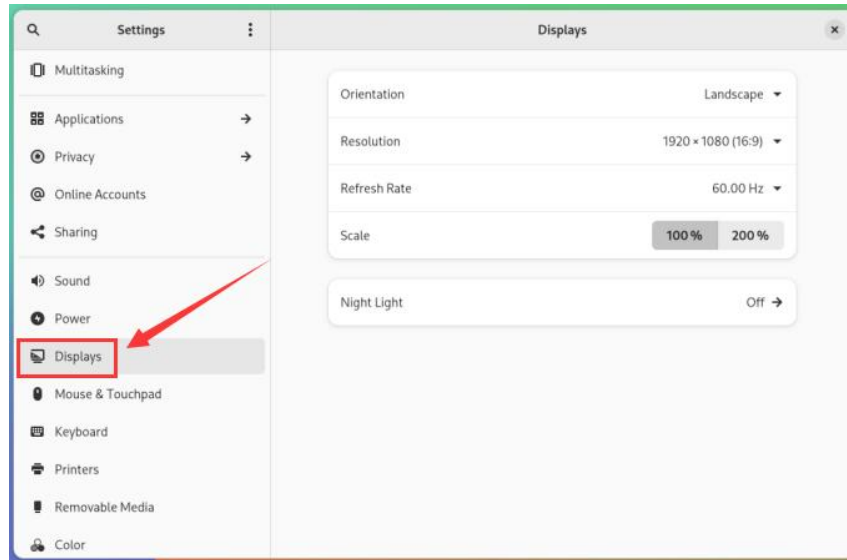 Settings
Displays
Multitasking
Applications
Privacy
Online Accounts
Sharing
Sound
Power
Displays
Mouse & Touchpad
Keyboard
Printers
Removable Media
Color
Orientation
Landscape
Resolution
1920 × 1080 (16:9)
Refresh Rate
60.00 Hz
Scale
100 % 200 %
Night Light
Off